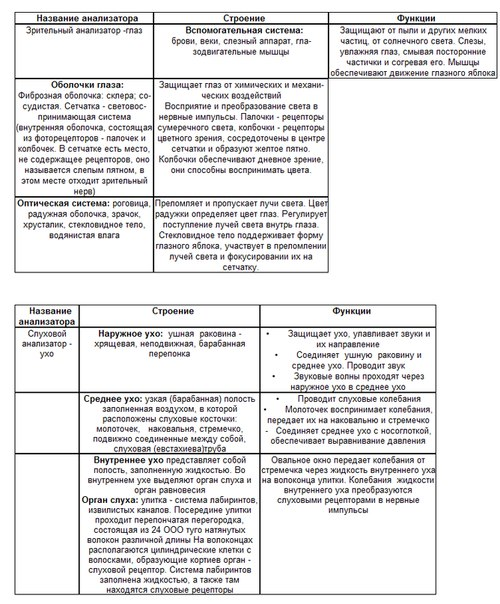 Название анализатора
Строение
Функции
Зрительный анализатор -глаз
Вспомогательная система:
брови, веки, слезный аппарат, гла-
зодвигательные мышцы
Защищают от пыли и других мелких
частиц, от солнечного света. Слезы,
увлажняя глаз, смывая посторонние
частички и согревая его. Мышцы
обеспечивают движение глазного яблока
Оболочки глаза:
Фиброзная оболочка: склера; со-
судистая. Сетчатка - световос-
принимающая система
(внутренняя оболочка, состоящая
из фоторецепторов - палочек и
колбочек. В сетчатке есть место,
не содержащее рецепторов, оно
называется слепым пятном, в
этом месте отходит зрительный
нерв)
Защищает глаз от химических и механи-
ческих воздействий
Восприятие и преобразование света в
нервные импульсы. Палочки - рецепторы
сумеречного света, колбочки - рецепторы
цветного зрения, сосредоточены в центре
сетчатки и образуют желтое пятно.
Колбочки обеспечивают дневное зрение,
они способны воспринимать цвета.
Оптическая система: роговица,
радужная оболочка, зрачок,
хрусталик, стекловидное тело,
водянистая влага
Преломляет и пропускает лучи света. Цвет
радужки определяет цвет глаз. Регулирует
поступление лучей света внутрь глаза.
Стекловидное тело поддерживает форму
глазного яблока, участвует в преломлении
лучей света и фокусировании их на
сетчатку.
Название
анализатора
Строение
Функции
Слуховой
анализатор -
ухо
Наружное ухо: ушная раковина -
хрящевая, неподвижная, барабанная
перепонка
• Защищает ухо, улавливает звуки и
их направление
• Соединяет ушную раковину и
среднее ухо. Проводит звук
• Звуковые волны проходят через
наружное ухо в среднее ухо
Среднее ухо: узкая (барабанная) полость
заполненная воздухом, в которой
расположены слуховые косточки:
молоточек, наковальня, стремечко,
подвижно соединенные между собой,
слуховая (евстахиева)труба
• Проводит слуховые колебания
• Молоточек воспринимает колебания,
передает их на наковальню и стремечко
- Соединяет среднее ухо с носоглоткой,
обеспечивает выравнивание давления
Внутреннее ухо представляет собой
полость, заполненную жидкостью. Во
внутреннем ухе выделяют орган слуха и
орган равновесия
Орган слуха: улитка - система лабиринтов,
извилистых каналов. Посередине улитки
проходит перепончатая перегородка,
состоящая из 24 ООО туго натянутых
волокон различной длины На волоконцах
располагаются цилиндрические клетки с
волосками, образующие кортиев орган -
слуховой рецептор. Система лабиринтов
заполнена жидкостью, а также там
находятся слуховые рецепторы
Овальное окно передает колебания от
стремечка через жидкость внутреннего уха
на волоконца улитки. Колебания жидкости
внутреннего уха преобразуются
слуховыми рецепторами в нервные
импульсы